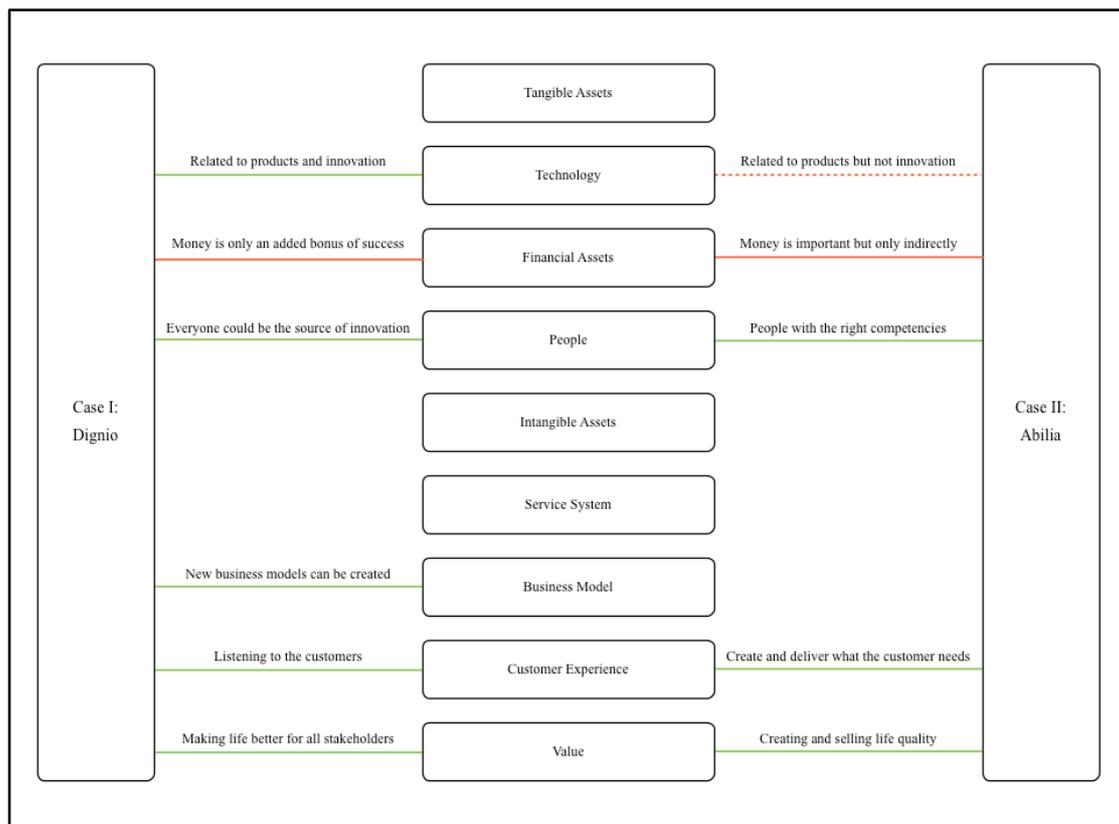 Tangible Assets
Related to products and innovation
Technology
Related to products but not innovation
Money is only an added bonus of success
Financial Assets
Money is important but only indirectly
Everyone could be the source of innovation
People
People with the right competencies
Case I:
Dignio
Intangible Assets
Case II:
Abilia
Service System
New business models can be created
Business Model
Listening to the customers
Customer Experience
Create and deliver what the customer needs
Making life better for all stakeholders
Value
Creating and selling life quality